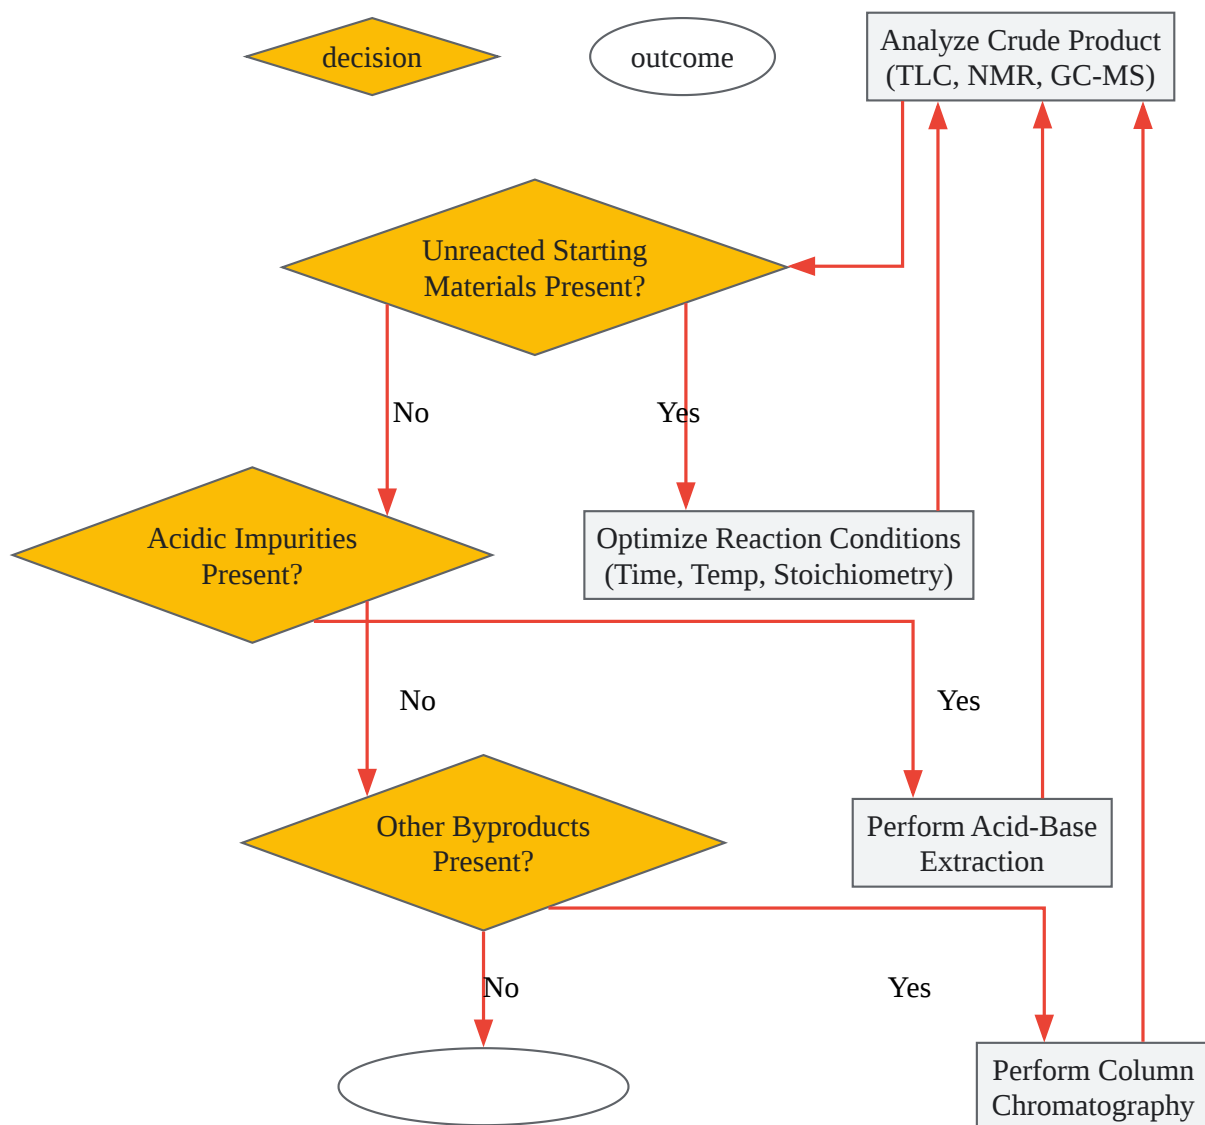 decision
outcome
Analyze Crude Product
(TLC, NMR, GC-MS)
Unreacted Starting
Materials Present?
No
Yes
Acidic Impurities
Present?
Optimize Reaction Conditions
(Time, Temp, Stoichiometry)
No
Yes
Other Byproducts
Present?
Perform Acid-Base
Extraction
No
Yes
Perform Column
Chromatography